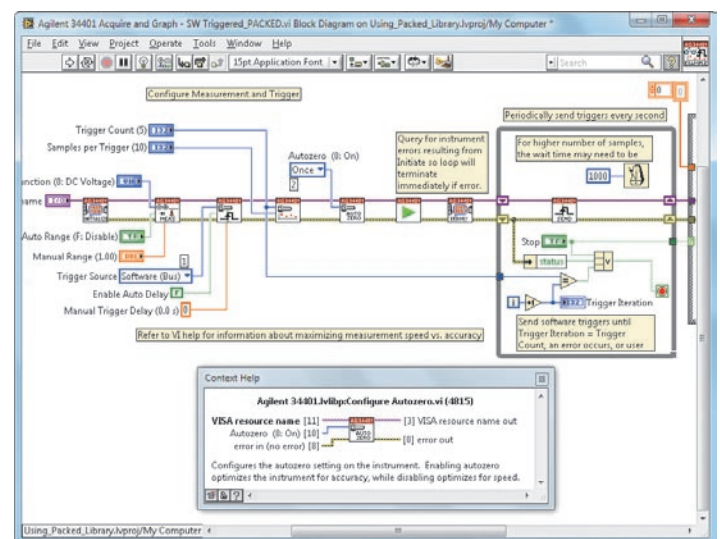 Agilent 34401 Acquire and Graph - SW Triggered_PACKED.vi Block Diagram on Using_Packed_Library.lvproj/My Computer *
File Edit View Project Operate Tools Window Help
15pt Application Font
Search
Configure Measurement and Trigger
Periodically send triggers every second
Trigger Count (5)
Samples per Trigger (10)
Autozero (0: On)
Once
2
Query for instrument
errors resulting from
Initiate so loop will
terminate
immediately if error.
For higher number of samples,
the wait time may need to be
1000
unction (0: DC Voltage)
name
Auto Range (F: Disable)
Manual Range (1.00)
1
Trigger Source Software (Bus)
Enable Auto Delay F
Manual Trigger Delay (0.0 s) 0
Stop
status
Trigger Iteration
Refer to VI help for information about maximizing measurement speed vs. accuracy
Send software triggers until
Trigger Iteration = Trigger
Count, an error occurs, or user
Context Help
Agilent 34401.lvlibp:Configure Autozero.vi (4815)
VISA resource name [11]
[3] VISA resource name out
Autozero (0: On) [10]
error in (no error) [8]
AUTO
ZERO
[0] error out
Configures the autozero setting on the instrument. Enabling autozero
optimizes the instrument for accuracy, while disabling optimizes for speed.
Using_Packed_Library.lvproj/My Computer